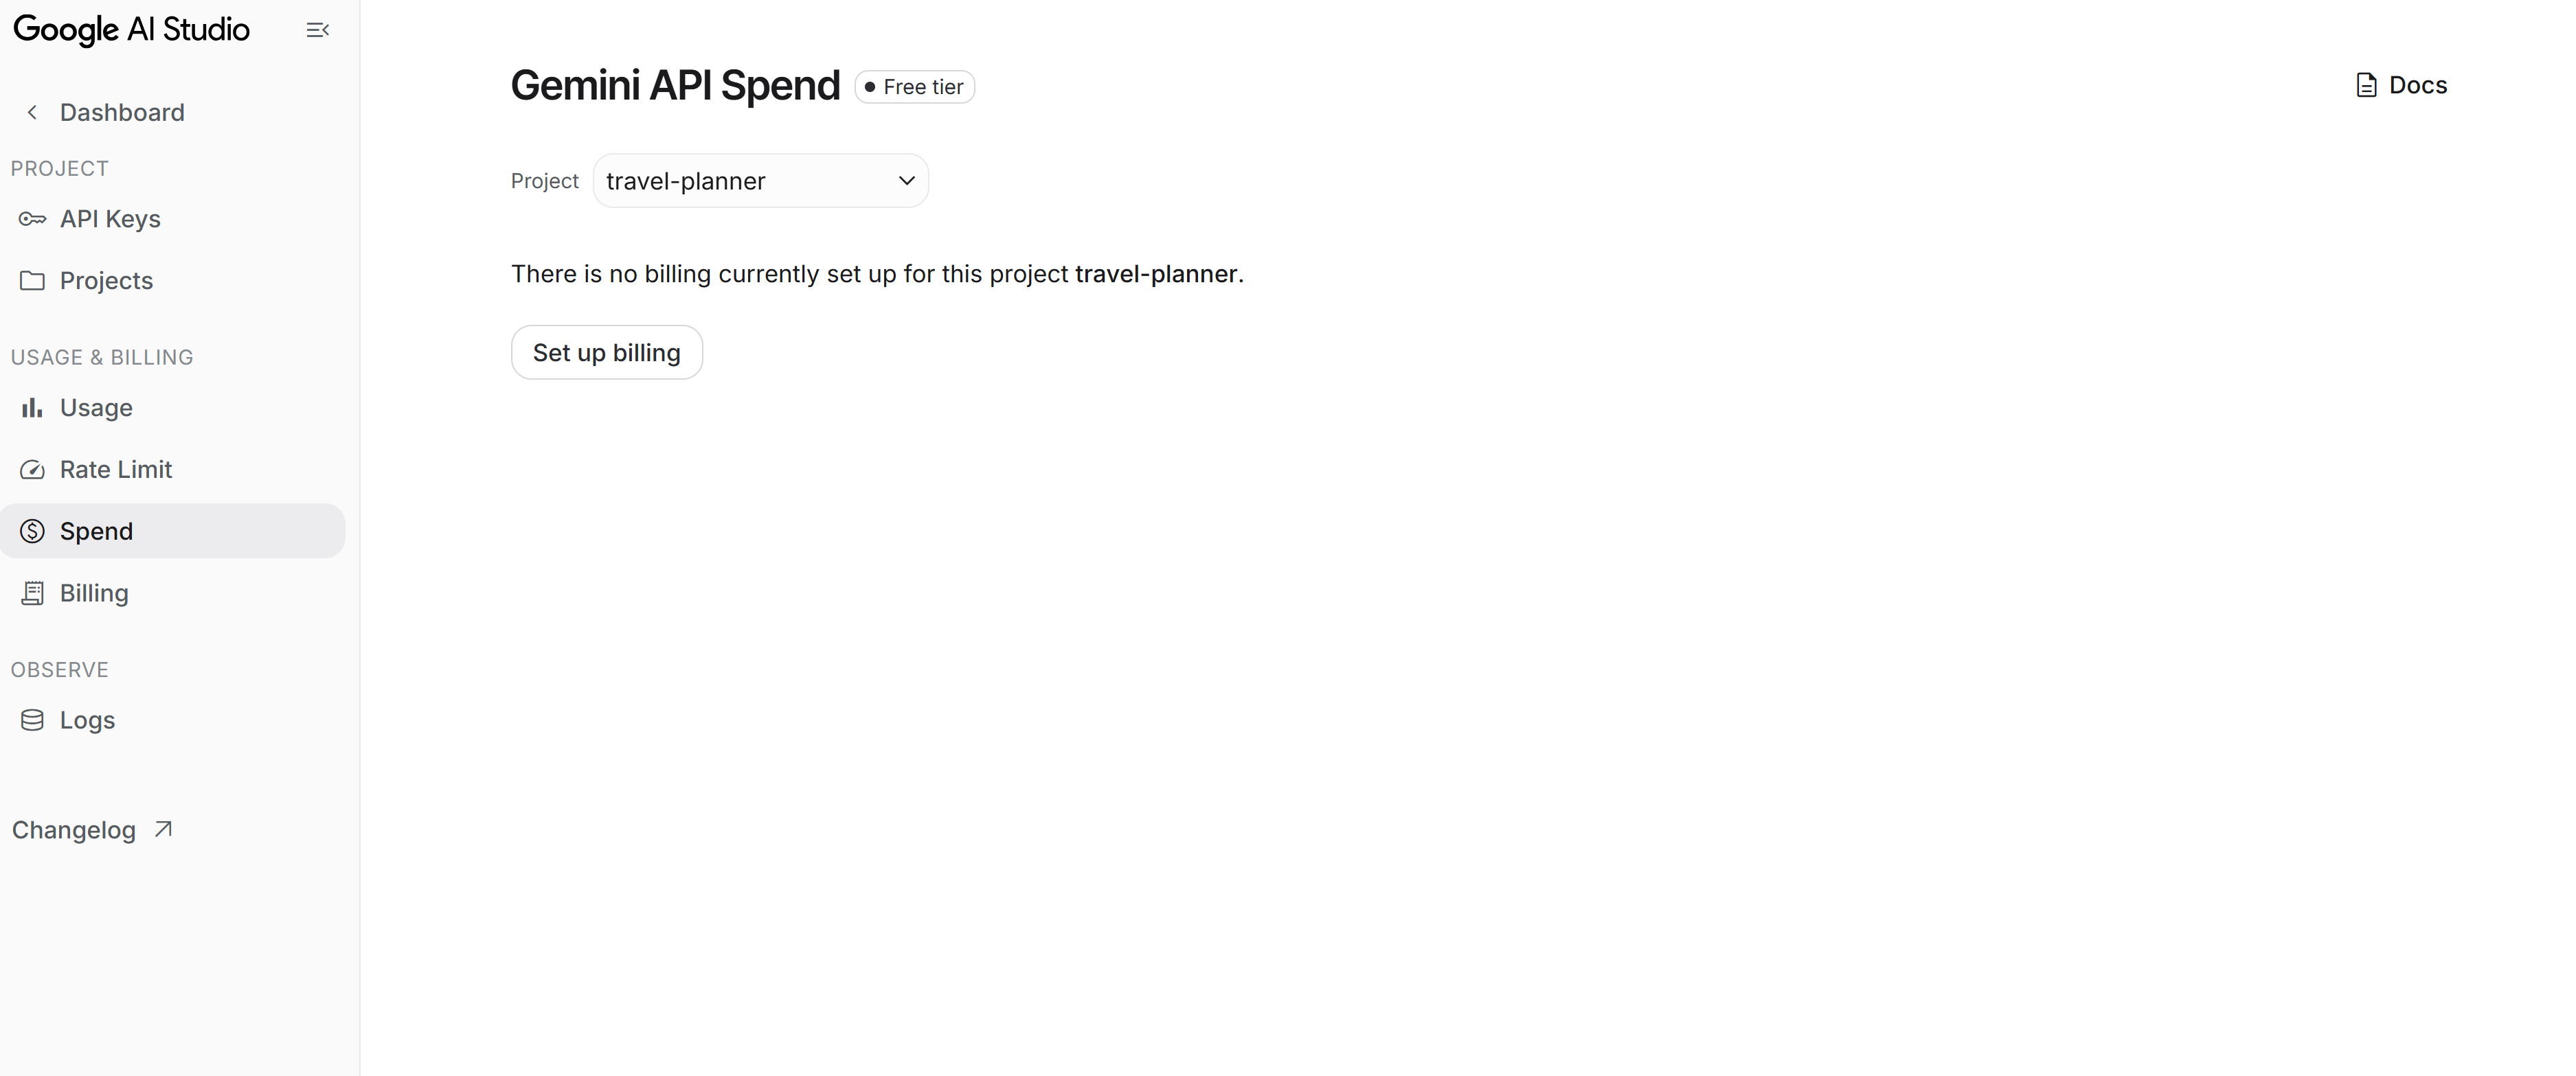 Google AI Studio
Dashboard
PROJECT
API Keys
Projects
USAGE & BILLING
Usage
Rate Limit
Spend
Billing
OBSERVE
Logs
Changelog
Gemini API Spend
Free tier
Docs
Project
travel-planner
There is no billing currently set up for this project travel-planner.
Set up billing